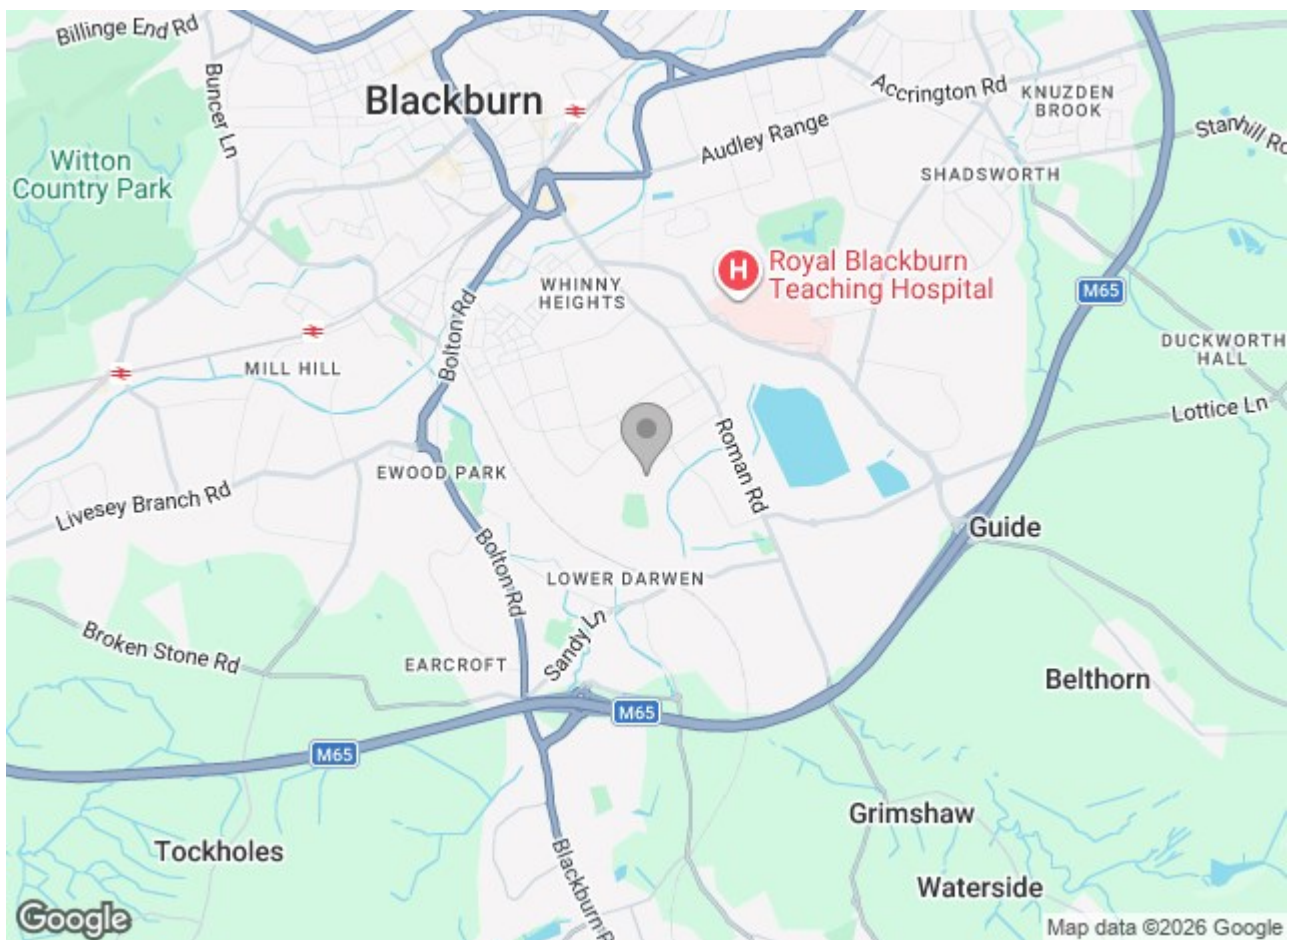 Billinge End Rd
Buncer Ln
Blackburn
Accrington Rd
KNUZDEN
BROOK
Audley Range
Stanhill Rd
Witton
Country Park
SHADSWORTH
WHINNY
HEIGHTS
H
Royal Blackburn
Teaching Hospital
M65
Bolton Rd
MILL HILL
DUCKWORTH
HALL
Lottice Ln
Roman Rd
EWOOD PARK
Livesey Branch Rd
Guide
Bolton Rd
LOWER DARWEN
Sandy Ln
Broken Stone Rd
EARCROFT
Belthorn
M65
M65
Grimshaw
Tockholes
Blackburn R
Waterside
Google
Map data ©2026 Google